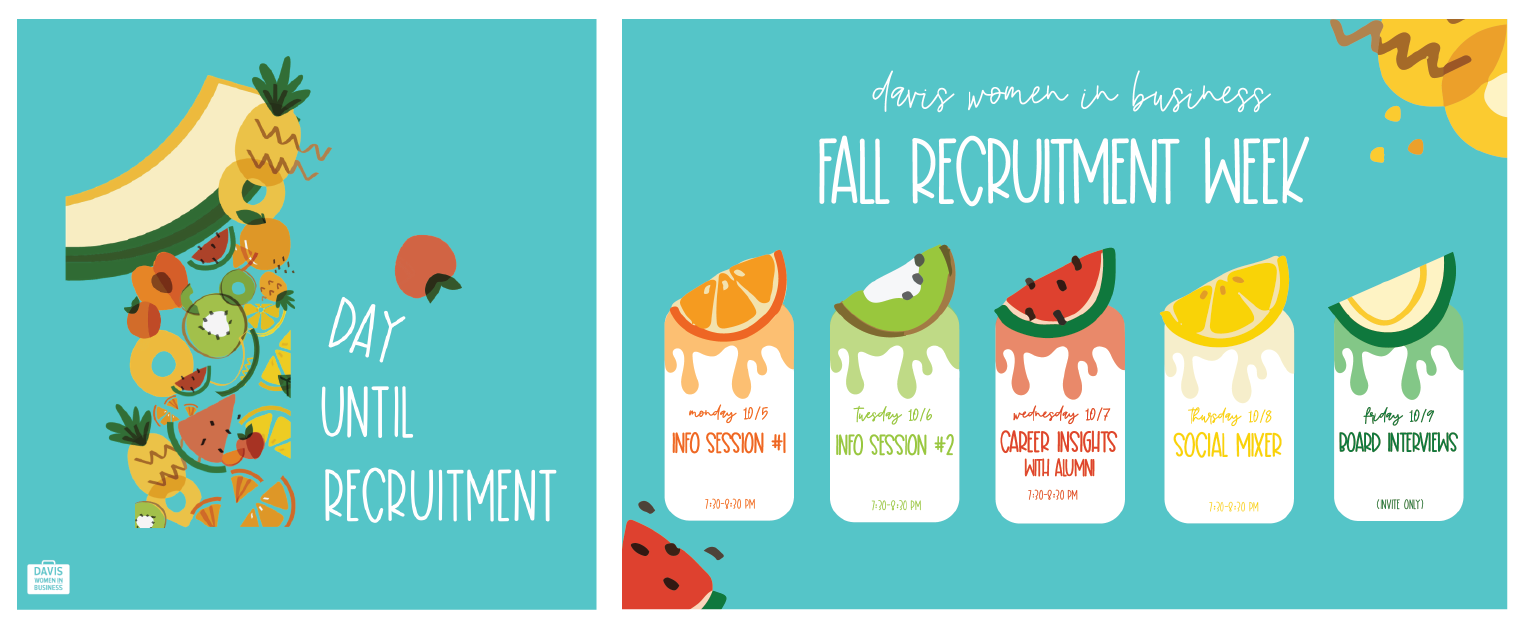 1
DAY
UNTIL
RECRUITMENT
DAVIS
WOMEN IN
BUSINESS
davis women in business
FALL RECRUITMENT WEEK
monday 10/5
INFO SESSION #1
7:30-8:30 PM
Tuesday 10/6
INFO SESSION #2
7:30-8:30 PM
wednesday 10/7
CAREER INSIGHTS
WITH ALUMNI
7:30-8:30 PM
Thursday 10/8
SOCIAL MIXER
7:30-8:30 PM
friday 10/9
BOARD INTERVIEWS
(INVITE ONLY)